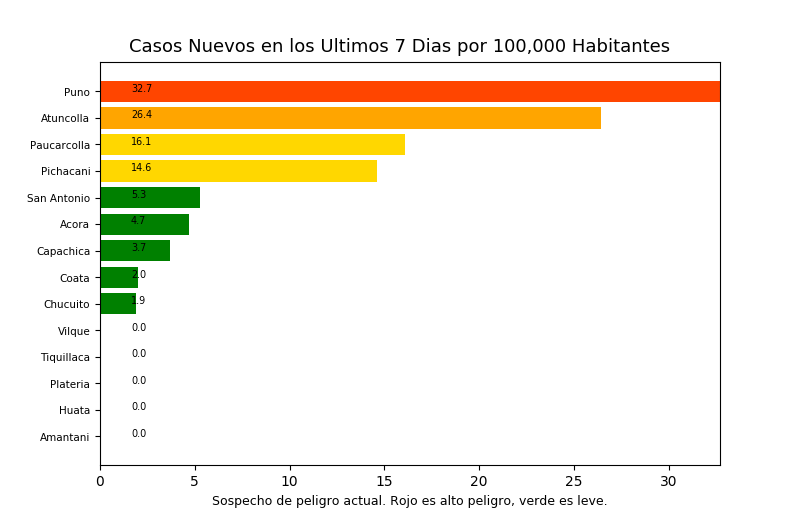 Casos Nuevos en los Ultimos 7 Dias por 100,000 Habitantes
Puno 32.7
Atuncolla 26.4
Paucarcolla 16.1
Pichacani 14.6
San Antonio 5.3
Acora 4.7
Capachica 3.7
Coata 2.0
Chucuito 1.9
Vilque 0.0
Tiquillaca 0.0
Plateria 0.0
Huata 0.0
Amantani 0.0
0 5 10 15 20 25 30
Sospecho de peligro actual. Rojo es alto peligro, verde es leve.